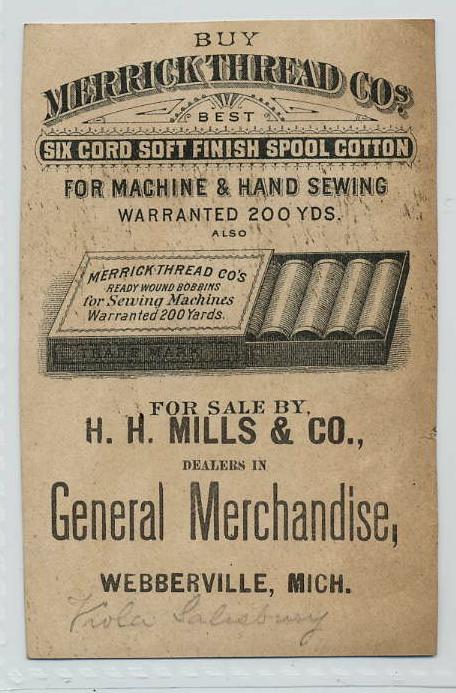 BUY
MERRICK THREAD COS.
BEST
SIX CORD SOFT FINISH SPOOL COTTON
FOR MACHINE & HAND SEWING
WARRANTED 200 YDS.
ALSO
MERRICK THREAD CO'S
READY WOUND BOBBINS
for Sewing Machines
Warranted 200 Yards.
TRADE MARK
FOR SALE BY,
H. H. MILLS & CO.,
DEALERS IN
General Merchandise,
WEBBERVILLE, MICH.
Viola Salisbury